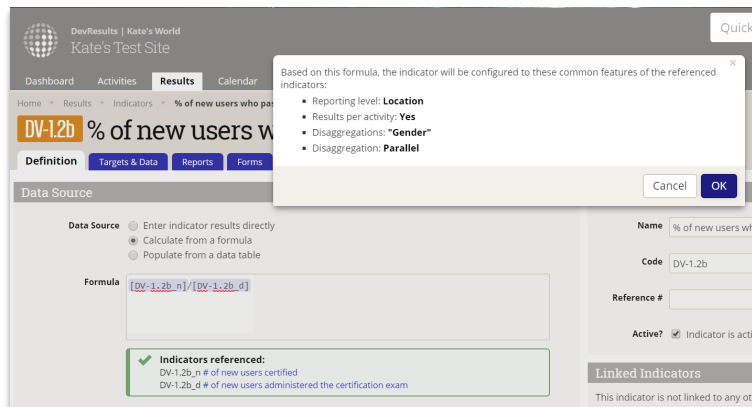 DevResults | Kate's World
Kate's Test Site
Quick
Dashboard Activities Results Calendar
Home Results Indicators % of new users who pas
DV-1.2b % of new users w
Definition Targets & Data Reports Forms
Based on this formula, the indicator will be configured to these common features of the referenced
indicators:
Reporting level: Location
Results per activity: Yes
Disaggregations: "Gender"
Disaggregation: Parallel
Cancel OK
Data Source
Data Source Enter indicator results directly
Calculate from a formula
Populate from a data table
Formula [DV-1.2b_n]/[DV-1.2b_d]
Indicators referenced:
DV-1.2b_n # of new users certified
DV-1.2b_d # of new users administered the certification exam
Name % of new users wh
Code DV-1.2b
Reference #
Active? Indicator is acti
Linked Indicators
This indicator is not linked to any ot